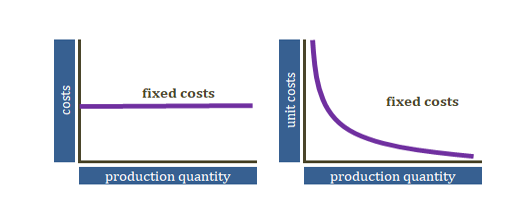 costs
fixed costs
production quantity
unit costs
fixed costs
production quantity